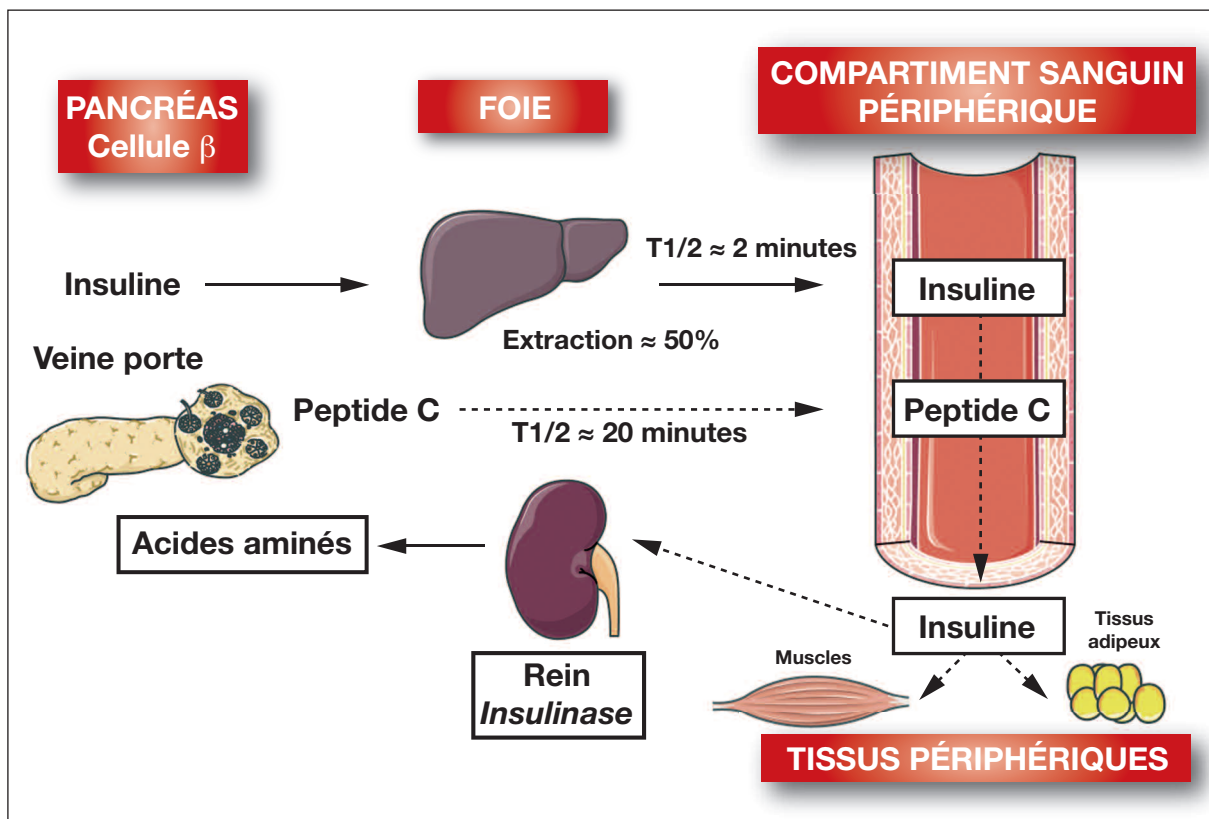 PANCRÉAS
Cellule β
FOIE
COMPARTIMENT SANGUIN
PÉRIPHÉRIQUE
Insuline
T1/2 ≈ 2 minutes
Extraction ≈ 50%
Insuline
Veine porte
Peptide C
T1/2 ≈ 20 minutes
Peptide C
Acides aminés
Rein
Insulinase
Insuline
Muscles
Tissus
adipeux
TISSUS PÉRIPHÉRIQUES